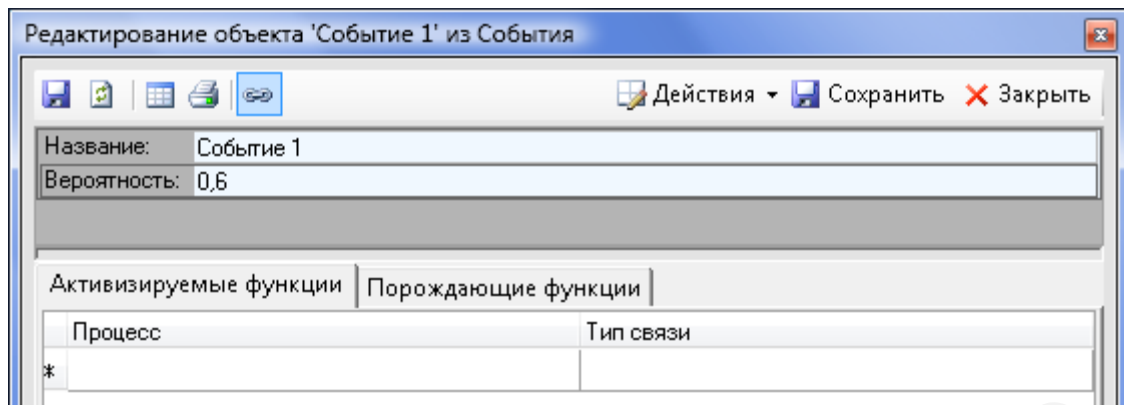 Редактирование объекта 'Событие 1' из События
Действия Сохранить Закрыть
Название: Событие 1
Вероятность: 0,6
Активизируемые функции Порождающие функции
Процесс Тип связи
*